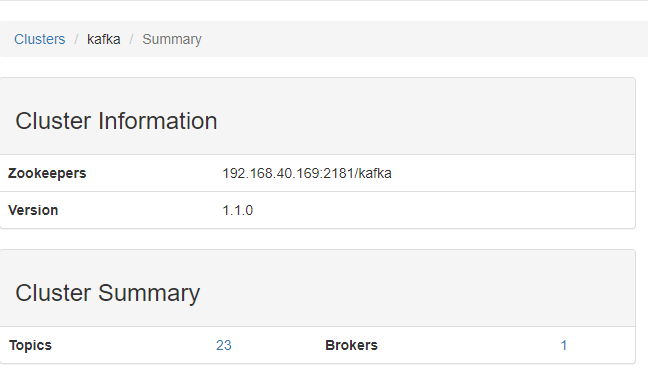 Clusters / kafka / Summary
Cluster Information
Zookeepers 192.168.40.169:2181/kafka
Version 1.1.0
Cluster Summary
Topics 23 Brokers 1